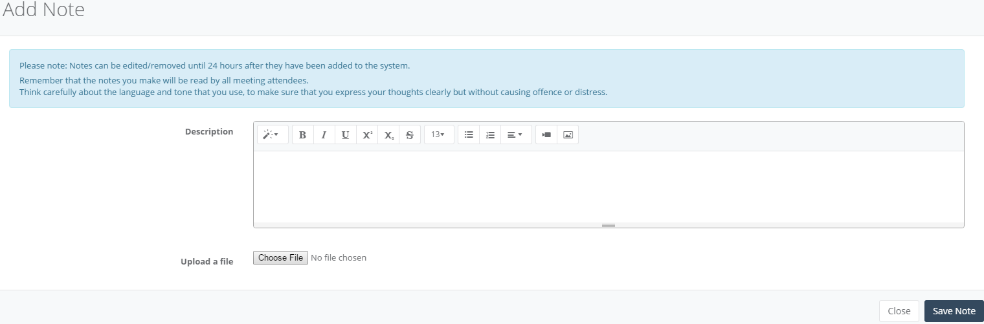 Add Note
Please note: Notes can be edited/removed until 24 hours after they have been added to the system.
Remember that the notes you make will be read by all meeting attendees.
Think carefully about the language and tone that you use, to make sure that you express your thoughts clearly but without causing offence or distress.
Description
B I U X² X₂ S 13
Upload a file
Choose File No file chosen
Close Save Note